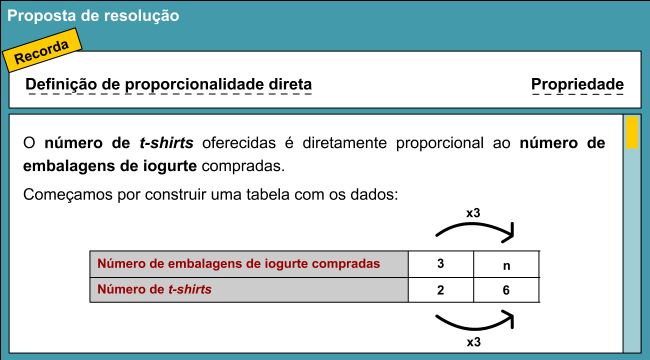 Proposta de resolução
Recorda
Definição de proporcionalidade direta Propriedade
O número de t-shirts oferecidas é diretamente proporcional ao número de
embalagens de iogurte compradas.
Começamos por construir uma tabela com os dados:
x3
Número de embalagens de iogurte compradas 3 n
Número de t-shirts 2 6
x3